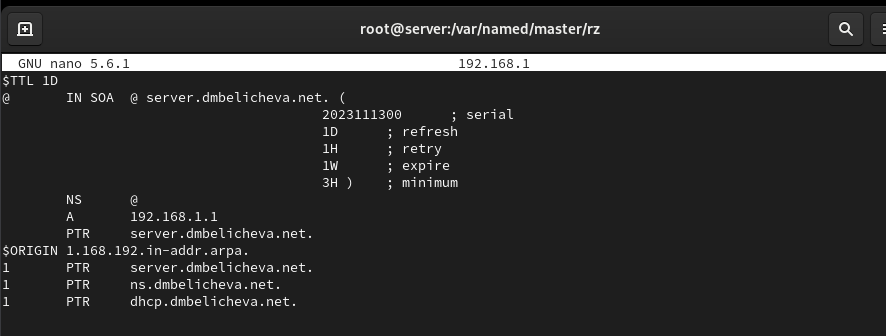 root@server:/var/named/master/rz
GNU nano 5.6.1 192.168.1
$TTL 1D
@ IN SOA @ server.dmbelicheva.net. (
2023111300 ; serial
1D ; refresh
1H ; retry
1W ; expire
3H ) ; minimum
NS @
A 192.168.1.1
PTR server.dmbelicheva.net.
$ORIGIN 1.168.192.in-addr.arpa.
1 PTR server.dmbelicheva.net.
1 PTR ns.dmbelicheva.net.
1 PTR dhcp.dmbelicheva.net.